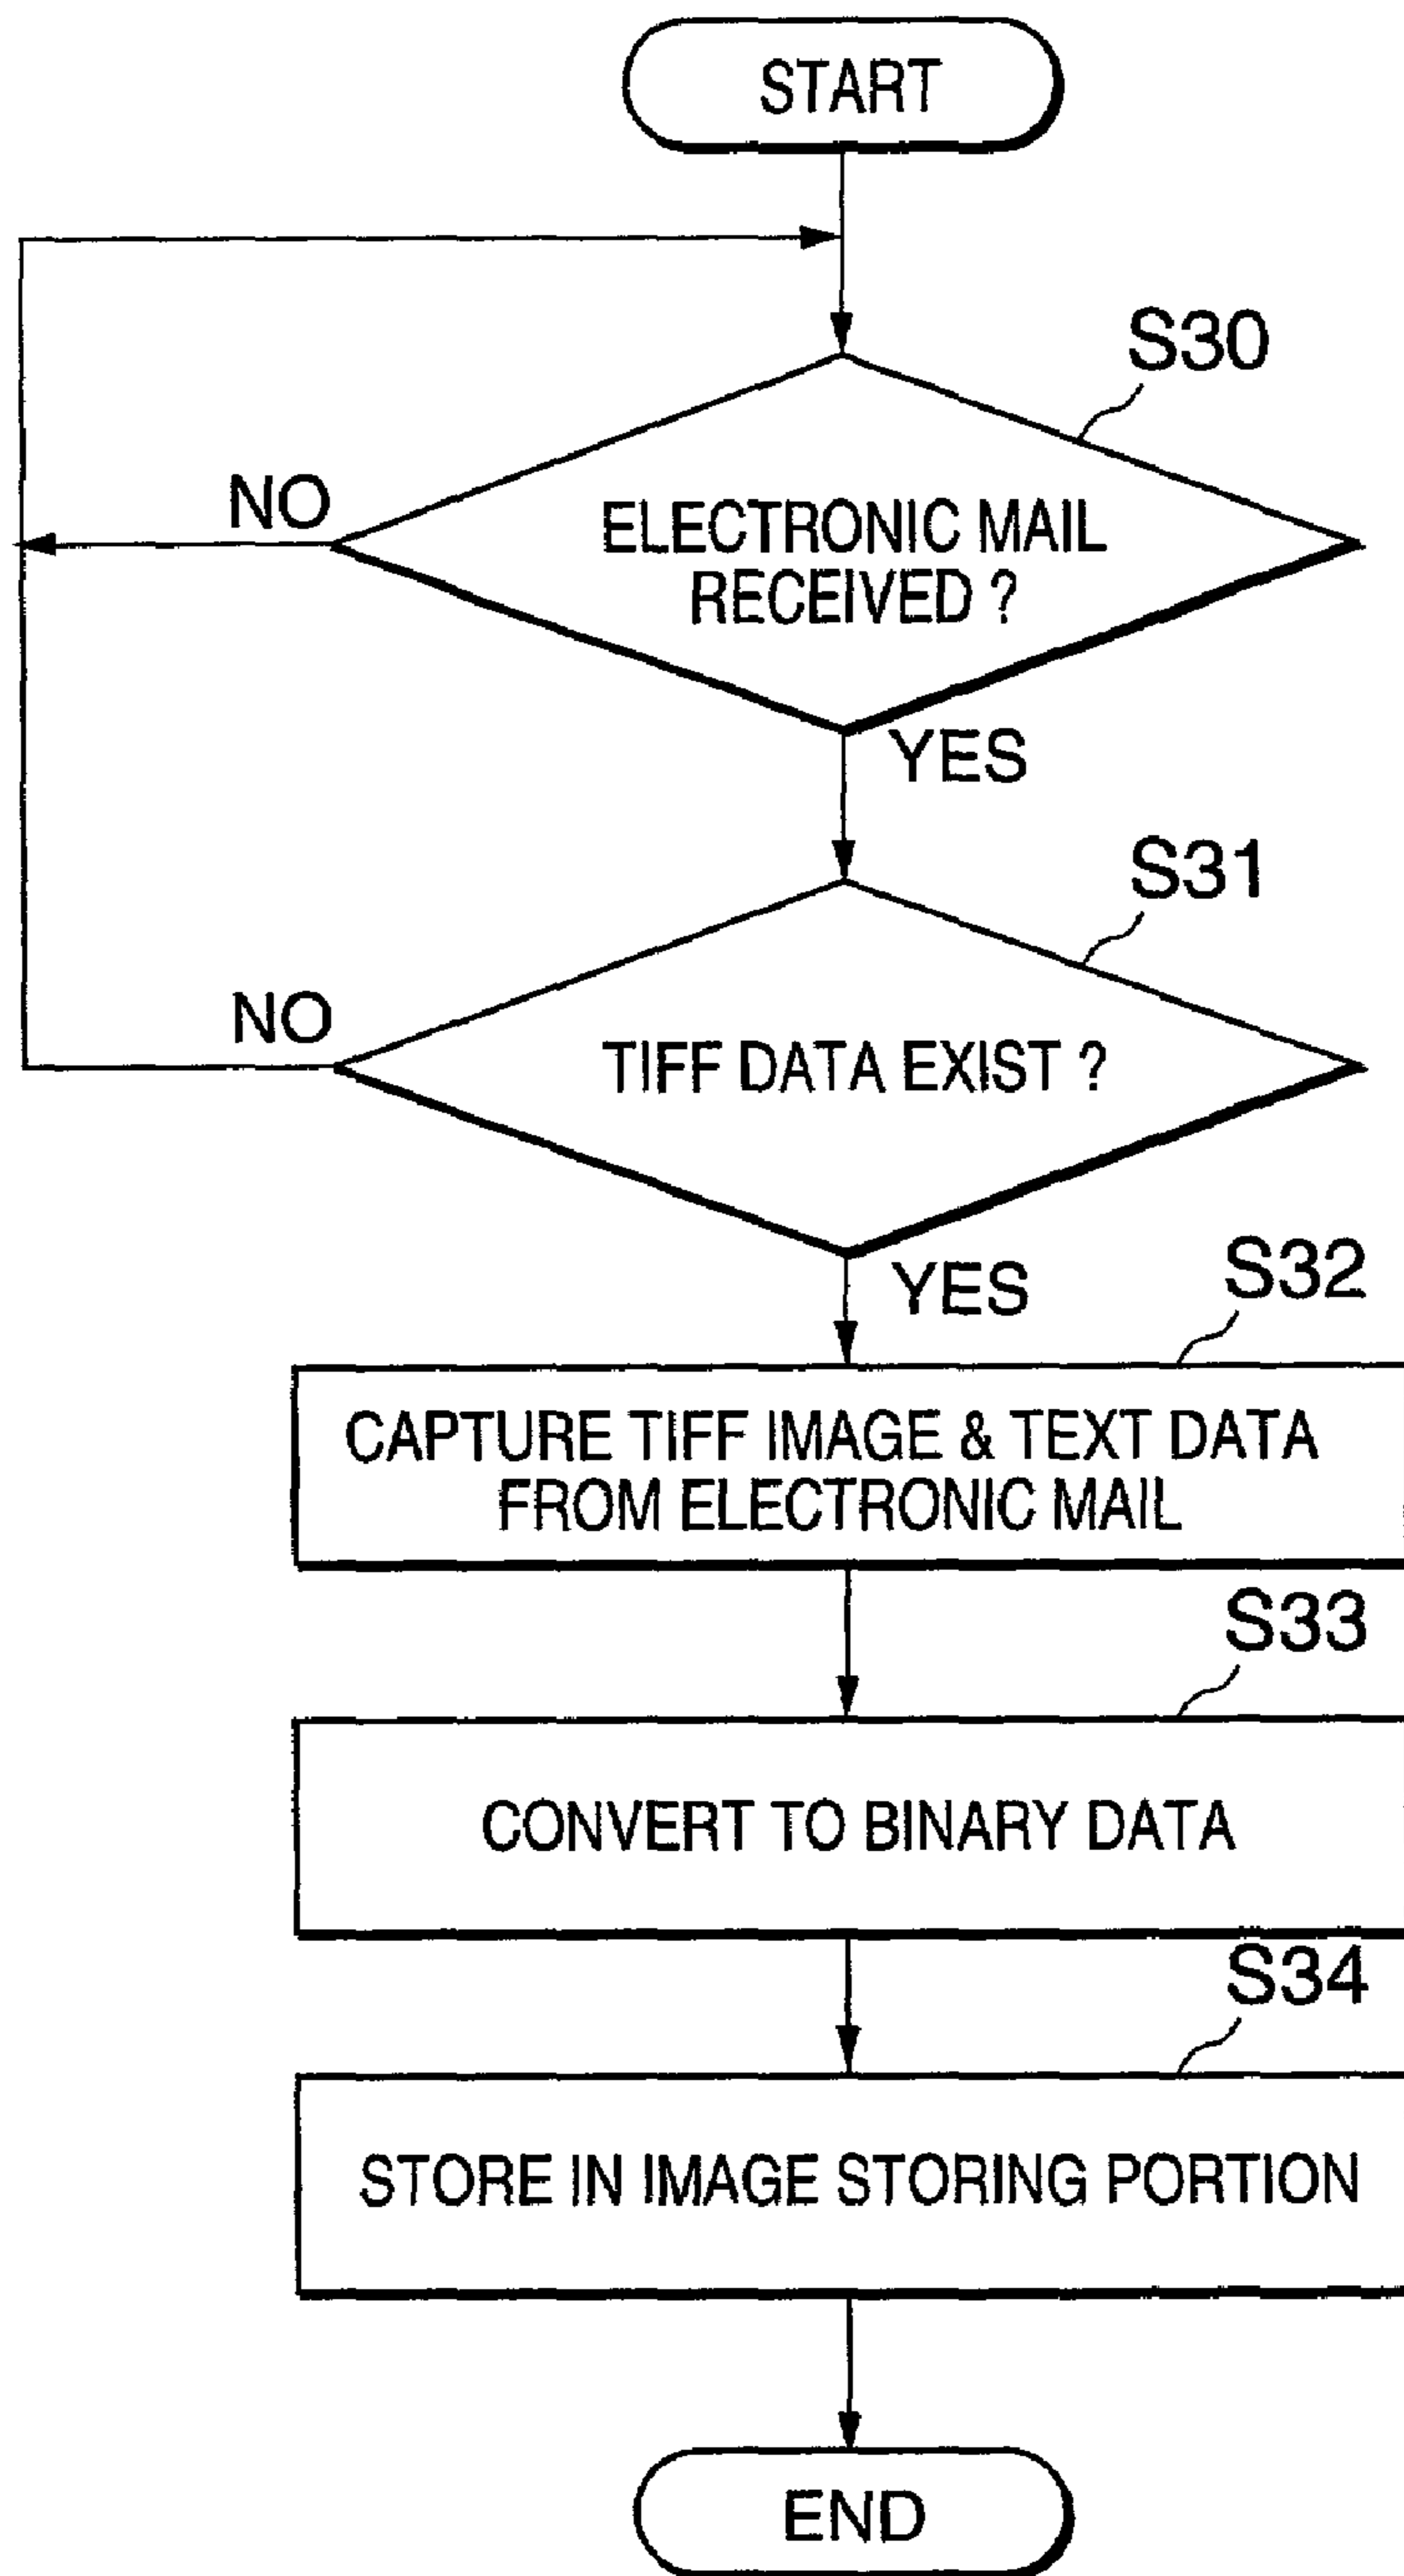 START
S30
NO
ELECTRONIC MAIL
RECEIVED ?
YES
S31
NO
TIFF DATA EXIST ?
YES
S32
CAPTURE TIFF IMAGE & TEXT DATA
FROM ELECTRONIC MAIL
S33
CONVERT TO BINARY DATA
S34
STORE IN IMAGE STORING PORTION
END